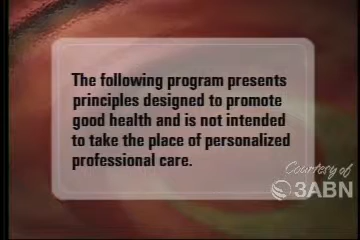 The following program presents
principles designed to promote
good health and is not intended
to take the place of personalized
professional care.
Courtesy of
3ABN